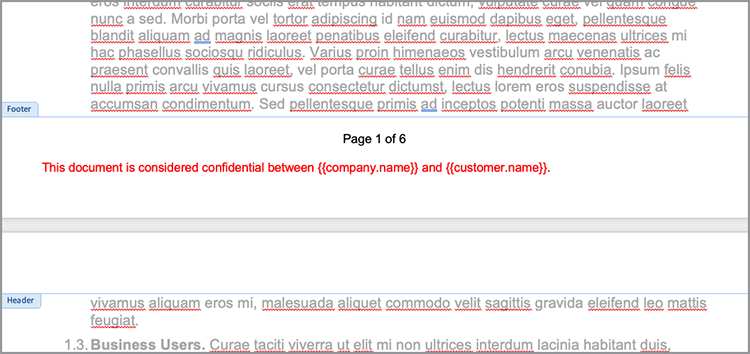 eros interdum curabitur sociis erat tempus habitant dictum, vulputate curae vel quam congue
nunc a sed. Morbi porta vel tortor adipiscing id nam euismod dapibus eget, pellentesque
blandit aliquam ad magnis laoreet penatibus eleifend curabitur, lectus maecenas ultrices mi
hac phasellus sociosqu ridiculus. Varius proin himenaeos vestibulum arcu venenatis ac
praesent convallis quis laoreet, vel porta curae tellus enim dis hendrerit conubia. Ipsum felis
nulla primis arcu vivamus cursus consectetur dictumst, lectus lorem eros suspendisse at
accumsan condimentum. Sed pellentesque primis ad inceptos potenti massa auctor laoreet
Footer
Page 1 of 6
This document is considered confidential between {{company.name}} and {{customer.name}}.
Header
vivamus aliquam eros mi, malesuada aliquet commodo velit sagittis gravida eleifend leo mattis
feugiat.
1.3. Business Users. Curae taciti viverra ut elit mi non ultrices interdum lacinia habitant duis,